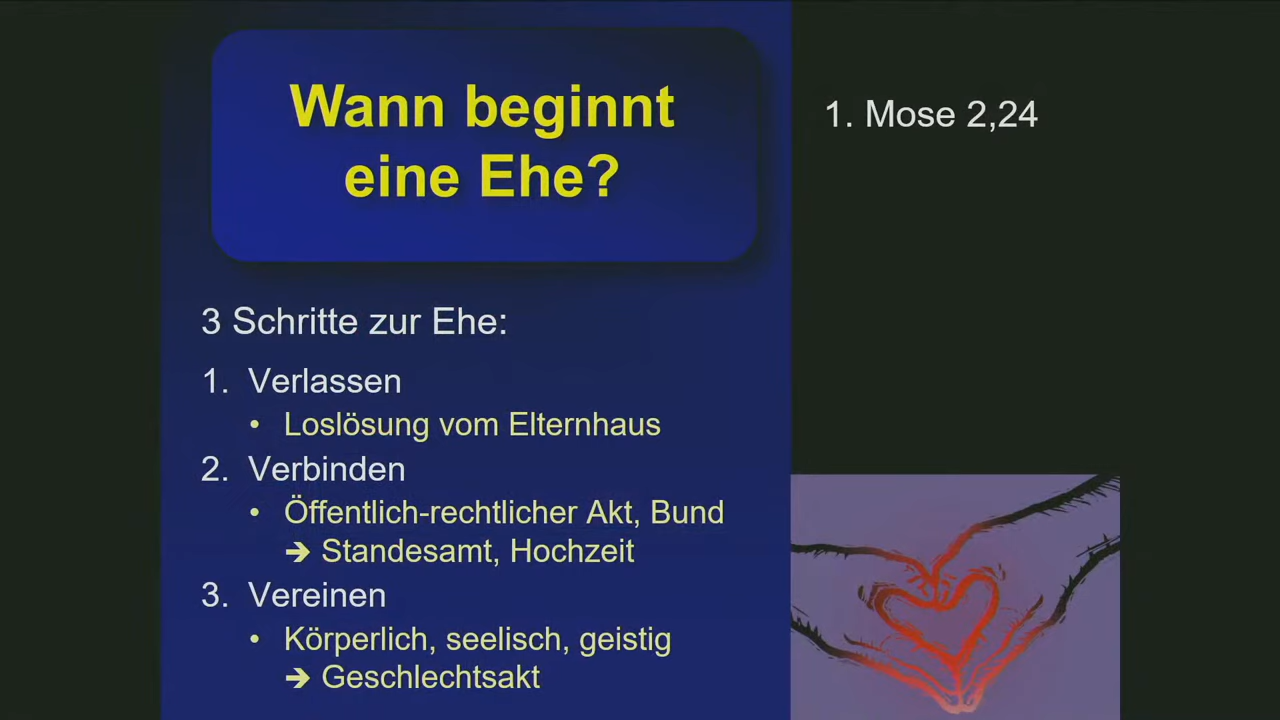 Wann beginnt
eine Ehe?
1. Mose 2,24
3 Schritte zur Ehe:
1. Verlassen
• Loslösung vom Elternhaus
2. Verbinden
• Öffentlich-rechtlicher Akt, Bund
➔ Standesamt, Hochzeit
3. Vereinen
• Körperlich, seelisch, geistig
➔ Geschlechtsakt